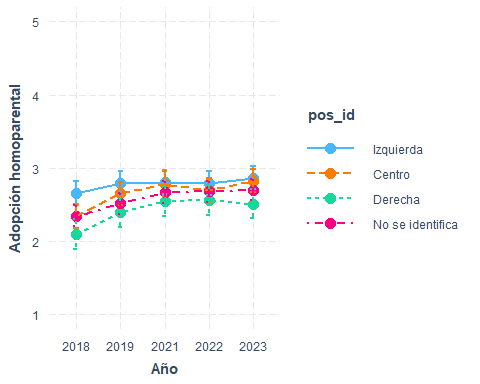 5
4
3
2
1
Adopción homoparental
2018 2019 2021 2022 2023
Año
pos_id
Izquierda
Centro
Derecha
No se identifica